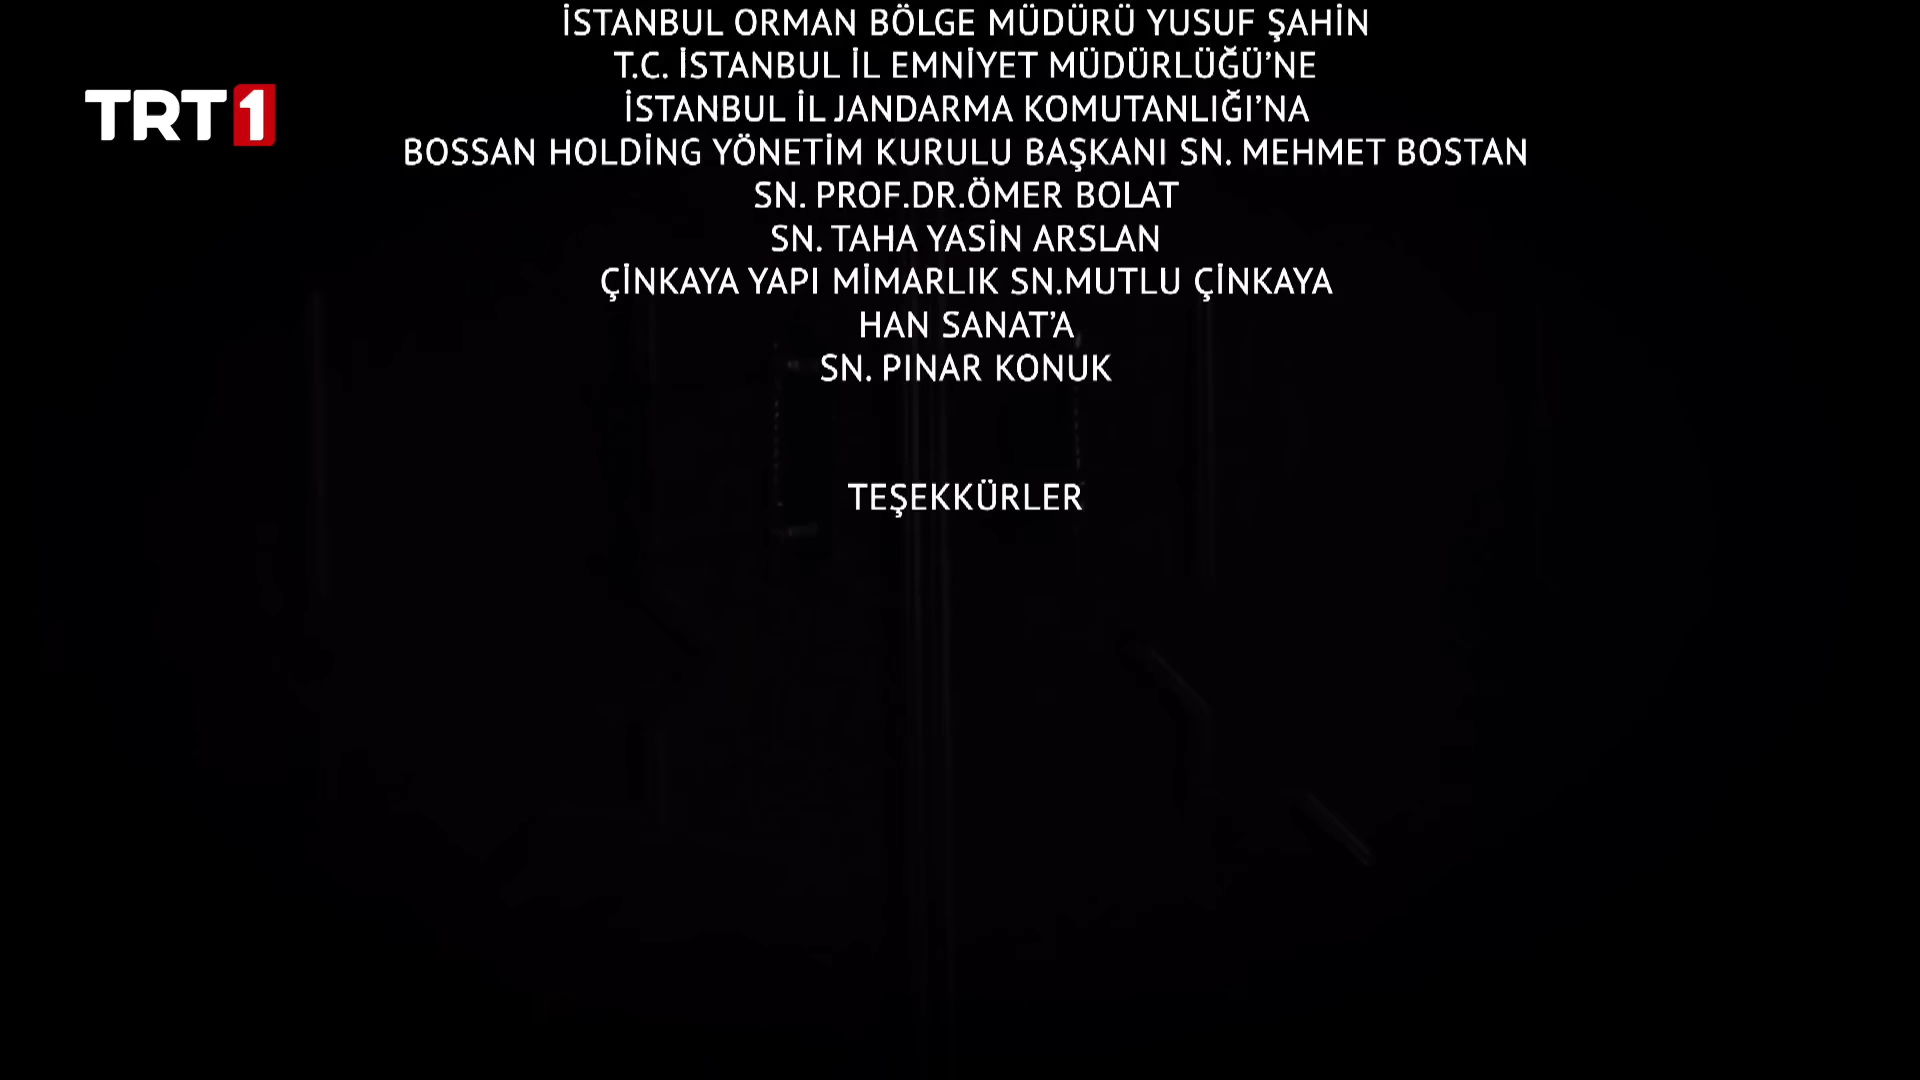 İSTANBUL ORMAN BÖLGE MÜDÜRÜ YUSUF ŞAHİN
T.C. İSTANBUL İL EMNİYET MÜDÜRLÜĞÜ’NE
TRT 1
İSTANBUL İL JANDARMA KOMUTANLIĞI’NA
BOSSAN HOLDİNG YÖNETİM KURULU BAŞKANI SN. MEHMET BOSTAN
SN. PROF.DR.ÖMER BOLAT
SN. TAHA YASİN ARSLAN
ÇİNKAYA YAPI MİMARLIK SN.MUTLU ÇİNKAYA
HAN SANAT’A
SN. PINAR KONUK
TEŞEKKÜRLER